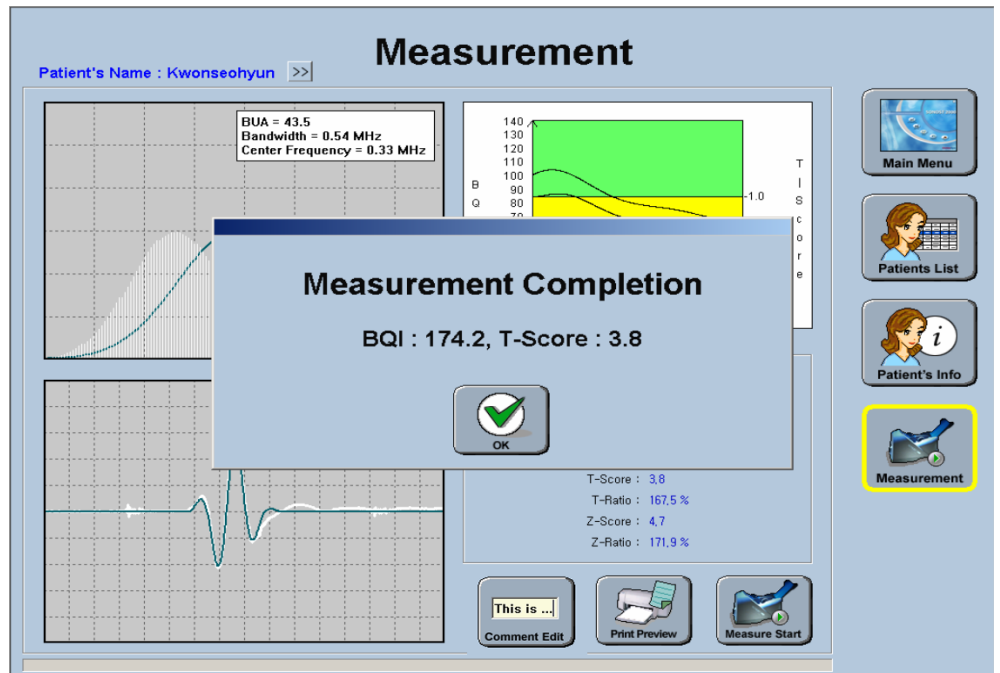 Measurement
Patient's Name : Kwonseohyun >>
BUA = 43.5
Bandwidth = 0.54 MHz
Center Frequency = 0.33 MHz
140
130
120
110
100
90
80
B
Q
-1.0
T
|
S
c
o
r
e
Measurement Completion
BQI : 174.2, T-Score : 3.8
OK
T-Score : 3,8
T-Ratio : 167,5 %
Z-Score : 4,7
Z-Ratio : 171,9 %
This is ...
Comment Edit
Print Preview
Measure Start
Main Menu
Patients List
i
Patient's Info
Measurement